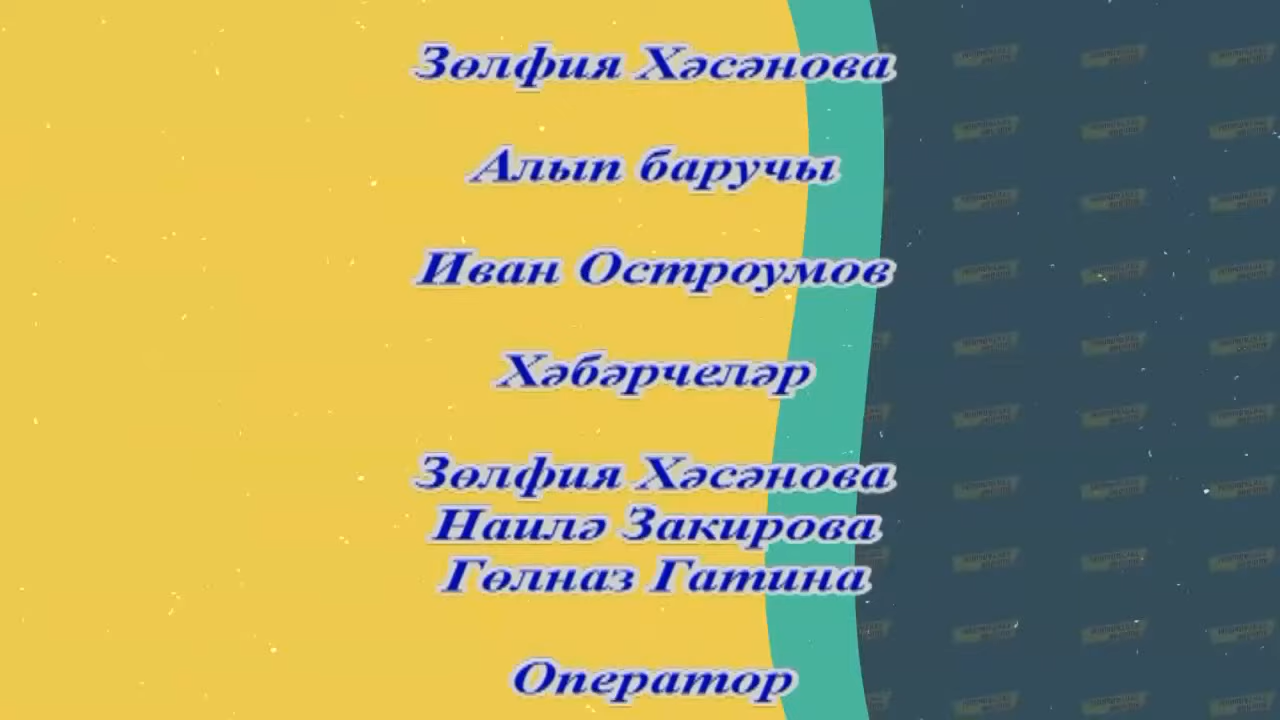 Зөлфия Хәсәнова
Алып баручы
Иван Остроумов
Хәбәрчеләр
Зөлфия Хәсәнова
Наилә Закирова
Гөлназ Гатина
Оператор